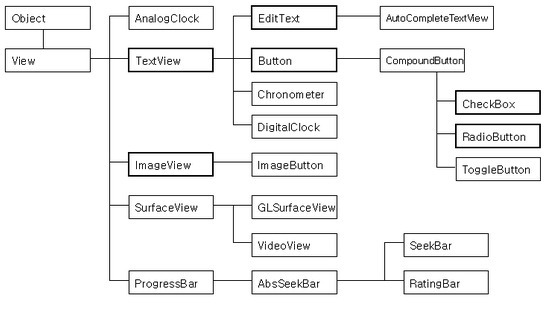 Object
AnalogClock
EditText
AutoCompleteTextView
View
TextView
Button
CompoundButton
Chronometer
CheckBox
DigitalClock
RadioButton
ImageView
ImageButton
ToggleButton
SurfaceView
GLSurfaceView
VideoView
SeekBar
ProgressBar
AbsSeekBar
RatingBar